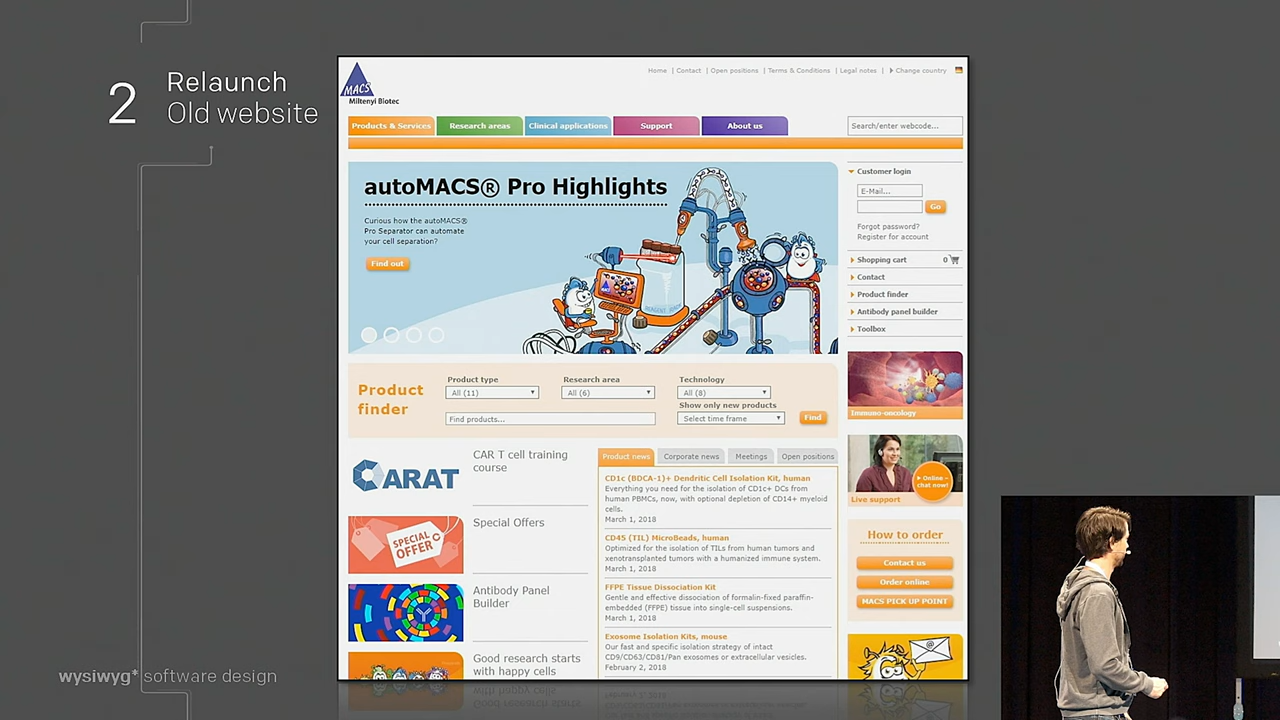 2
Relaunch
Old website
MACS
Miltenyi Biotec
Home | Contact | Open positions | Terms & Conditions | Legal notes | Change country
Products & Services
Research areas
Clinical applications
Support
About us
Search/enter webcode...
autoMACS® Pro Highlights
Curious how the autoMACS®
Pro Separator can automate
your cell separation?
Find out
Customer login
E-Mail...
Go
Forgot password?
Register for account
Shopping cart 0
Contact
Product finder
Antibody panel builder
Toolbox
Product
finder
Product type
All (11)
Research area
All (6)
Technology
All (8)
Find products...
Show only new products
Select time frame
Find
Immuno-oncology
Online –
chat now!
Live support
How to order
Contact us
Order online
MACS PICK UP POINT
CARAT
CAR T cell training
course
SPECIAL
OFFER
Special Offers
Antibody Panel
Builder
Good research starts
with happy cells
Product news
Corporate news
Meetings
Open positions
CD1c (BDCA-1)+ Dendritic Cell Isolation Kit, human
Everything you need for the isolation of CD1c+ DCs from
human PBMCs, now, with optional depletion of CD14+ myeloid
cells.
March 1, 2018
CD45 (TIL) MicroBeads, human
Optimized for the isolation of TILs from human tumors and
xenotransplanted tumors with a humanized immune system.
March 1, 2018
FFPE Tissue Dissociation Kit
Gentle and effective dissociation of formalin-fixed paraffin-
embedded (FFPE) tissue into single-cell suspensions.
March 1, 2018
Exosome Isolation Kits, mouse
Our fast and specific isolation strategy of intact
CD9/CD63/CD81/Pan exosomes or extracellular vesicles.
February 2, 2018
wysiwyg* software design